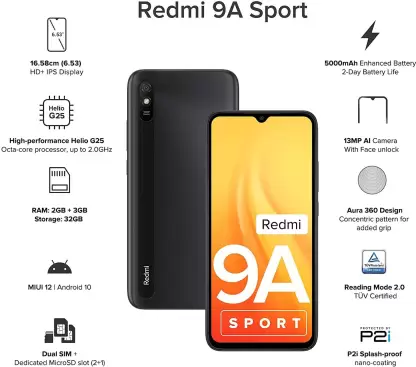 Redmi 9A Sport
6.53"
16.58cm (6.53)
HD+ IPS Display
Helio
G25
High-performance Helio G25
Octa-core processor, up to 2.0GHz
RAM: 2GB + 3GB
Storage: 32GB
MIUI 12 | Android 10
Dual SIM +
Dedicated MicroSD slot (2+1)
Redmi
Redmi
9A
SPORT
5000mAh Enhanced Battery
2-Day Battery Life
13MP AI Camera
With Face unlock
Aura 360 Design
Concentric pattern for
added grip
TÜVRheinland
Reading Mode 2.0
TÜV Certified
PROTECTED BY
P2i
P2i Splash-proof
nano-coating